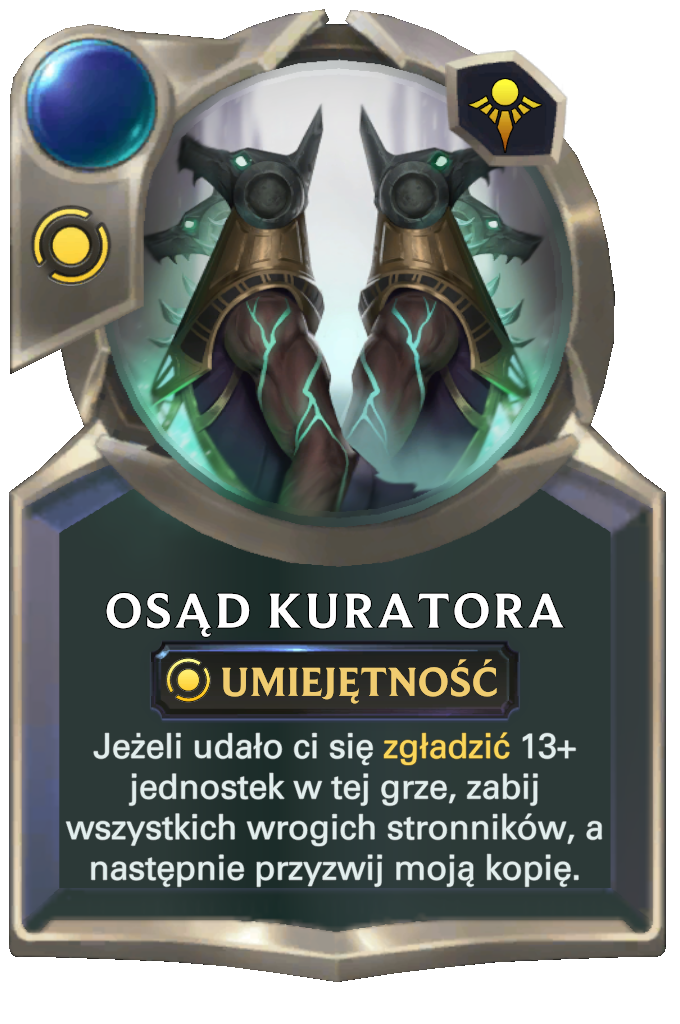 OSĄD KURATORA
UMIEJĘTNOŚĆ
Jeżeli udało ci się zgładzić 13+
jednostek w tej grze, zabij
wszystkich wrogich stronników, a
następnie przyzwij moją kopię.